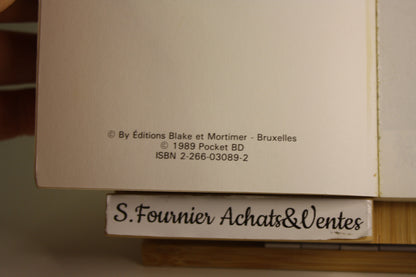 © By Éditions Blake et Mortimer - Bruxelles
© 1989 Pocket BD
ISBN 2-266-03089-2
S.Fournier Achats&Ventes